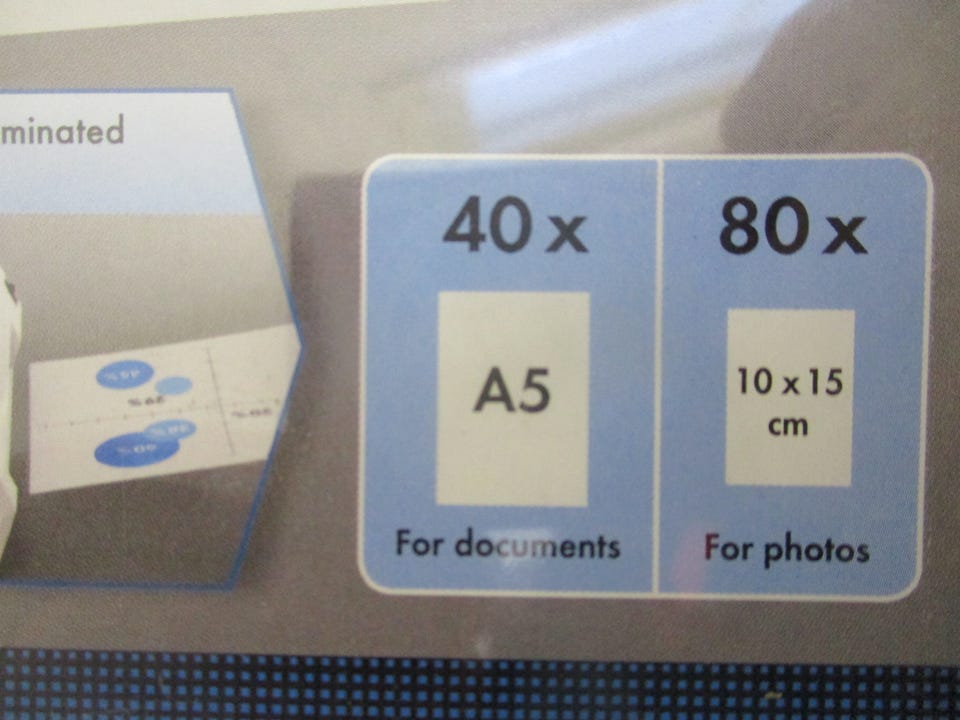 minated
40 x
A5
For documents
80 x
10 x 15
cm
For photos